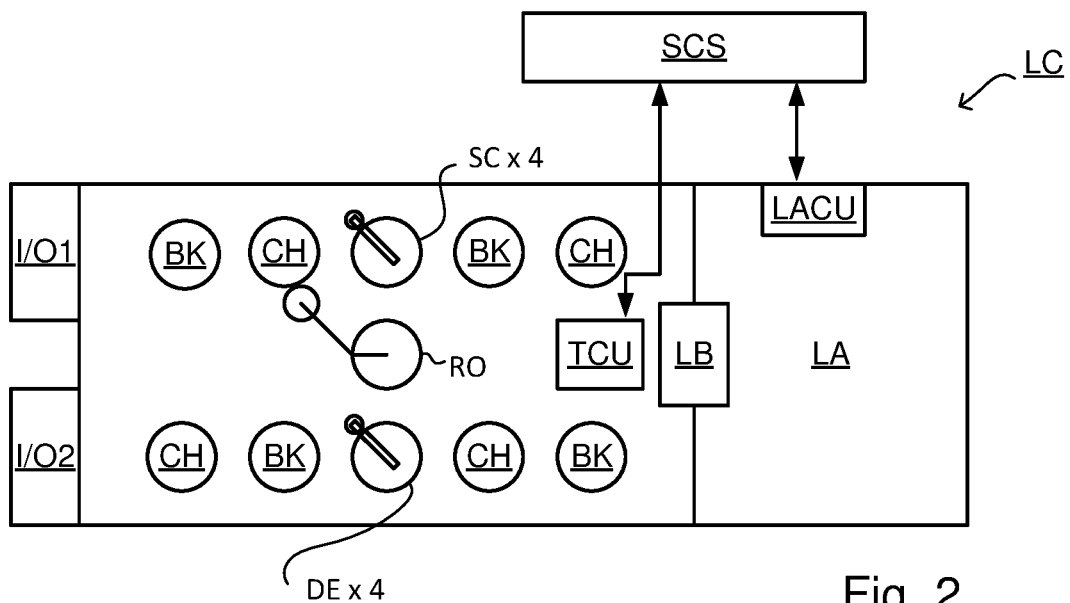 SCS
LC
SC x 4
LACU
I/O1
BK
CH
BK
CH
TCU
LB
LA
RO
I/O2
CH
BK
CH
BK
DE x 4
Fig. 2